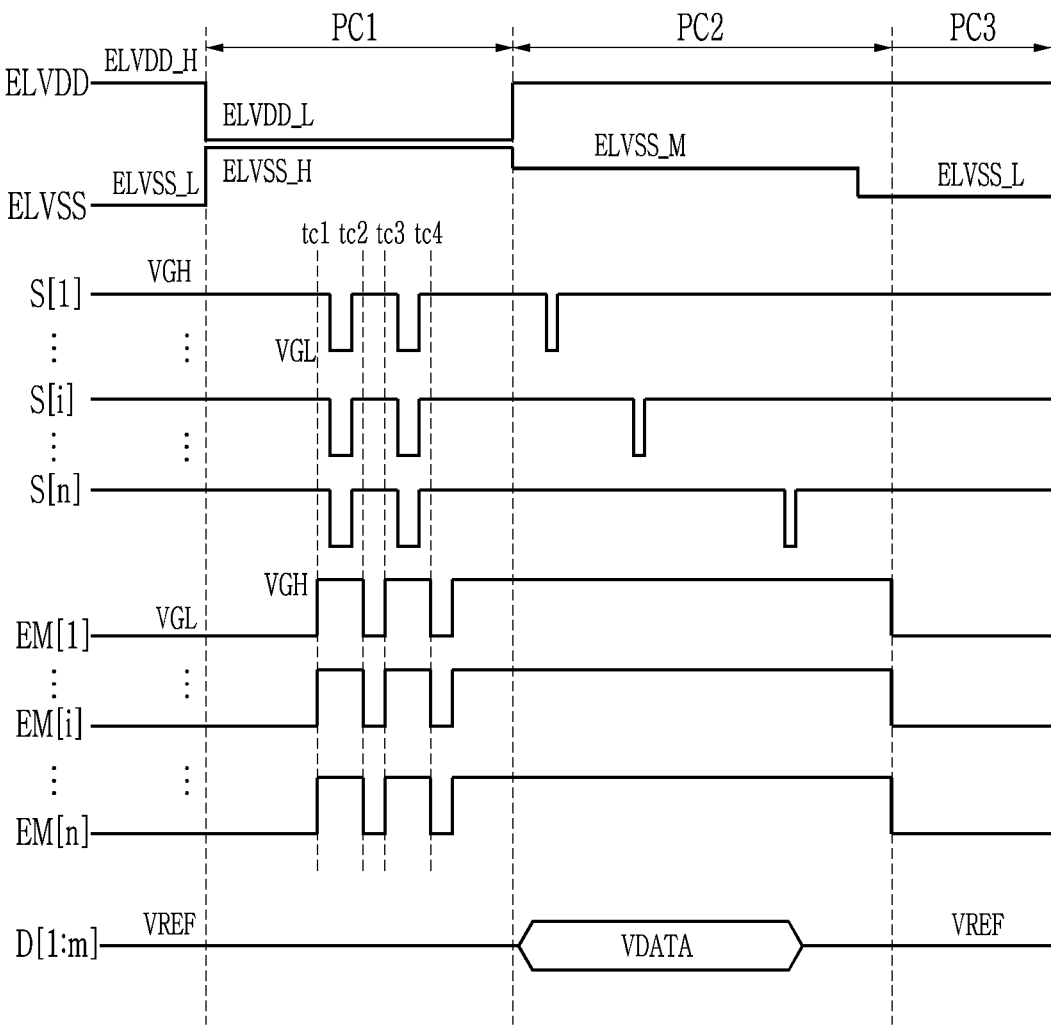 PC1 PC2 PC3
ELVDD ELVDD_H
ELVDD_L
ELVSS_M
ELVSS ELVSS_L ELVSS_H ELVSS_L
tc1 tc2 tc3 tc4
S[1] VGH
VGL
S[i]
S[n]
VGH
EM[1] VGL
EM[i]
EM[n]
D[1:m] VREF VDATA VREF